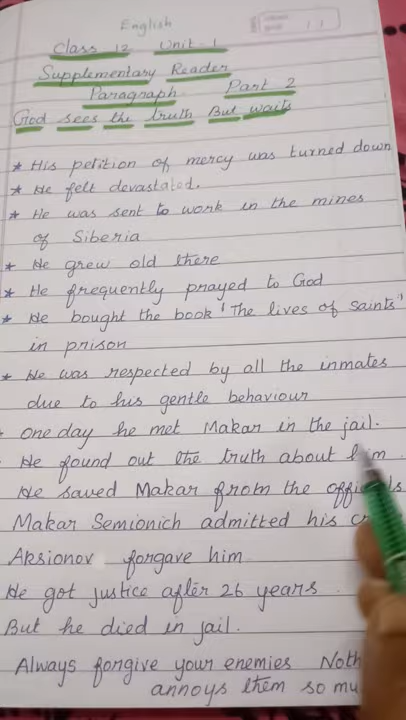 English
Class 12 Unit - 1
Supplementary Reader
Paragraph Part 2
God sees the truth But waits
* His petition of mercy was turned down
* He felt devastated.
* He was sent to work in the mines
of Siberia
* He grew old there
* He frequently prayed to God
* He bought the book 'The lives of saints'
in prison
* He was respected by all the inmates
due to his gentle behaviour
One day he met Makar in the jail.
He found out the truth about him
He saved Makar from the
Makar Semionich admitted his
Aksionov forgave him
He got justice after 26 years
But he died in jail.
Always forgive your enemies
annoys them so